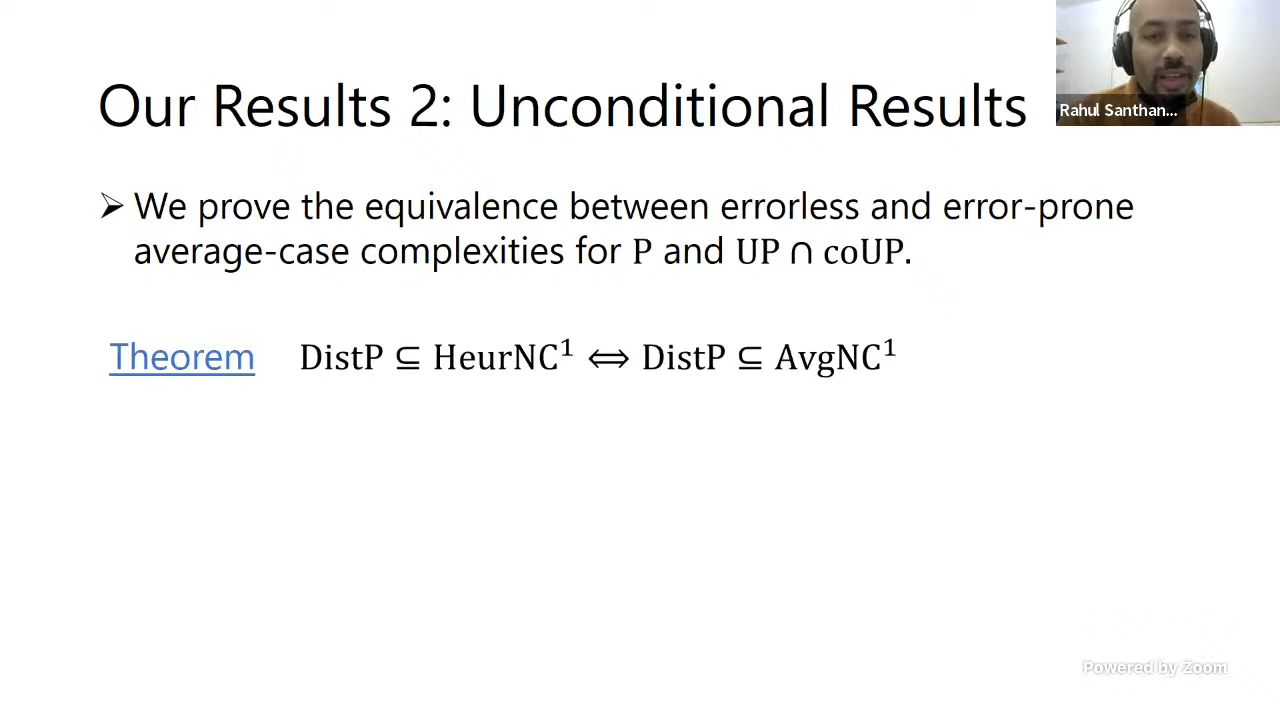 Our Results 2: Unconditional Results
Rahul Santhan...
➢ We prove the equivalence between errorless and error-prone
average-case complexities for P and UP ∩ coUP.
Theorem DistP ⊆ HeurNC¹ ⟺ DistP ⊆ AvgNC¹
Powered by Zoom